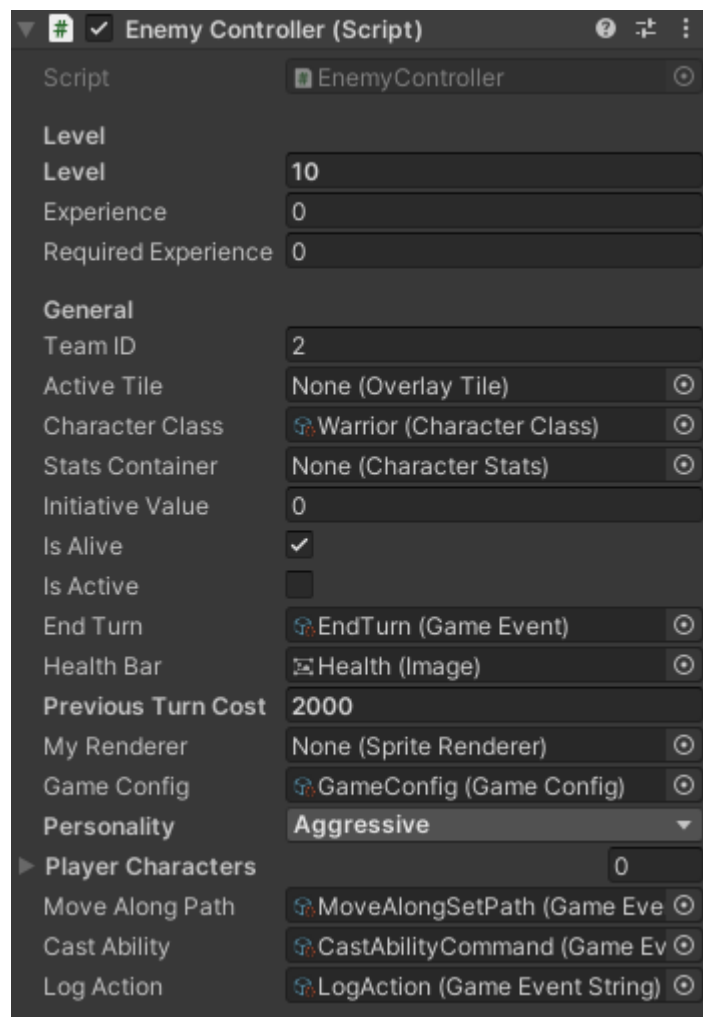 # Enemy Controller (Script)
Script # EnemyController
Level
Level 10
Experience 0
Required Experience 0
General
Team ID 2
Active Tile None (Overlay Tile)
Character Class Warrior (Character Class)
Stats Container None (Character Stats)
Initiative Value 0
Is Alive
Is Active
End Turn EndTurn (Game Event)
Health Bar Health (Image)
Previous Turn Cost 2000
My Renderer None (Sprite Renderer)
Game Config GameConfig (Game Config)
Personality Aggressive
Player Characters 0
Move Along Path MoveAlongSetPath (Game Eve
Cast Ability CastAbilityCommand (Game Ev
Log Action LogAction (Game Event String)